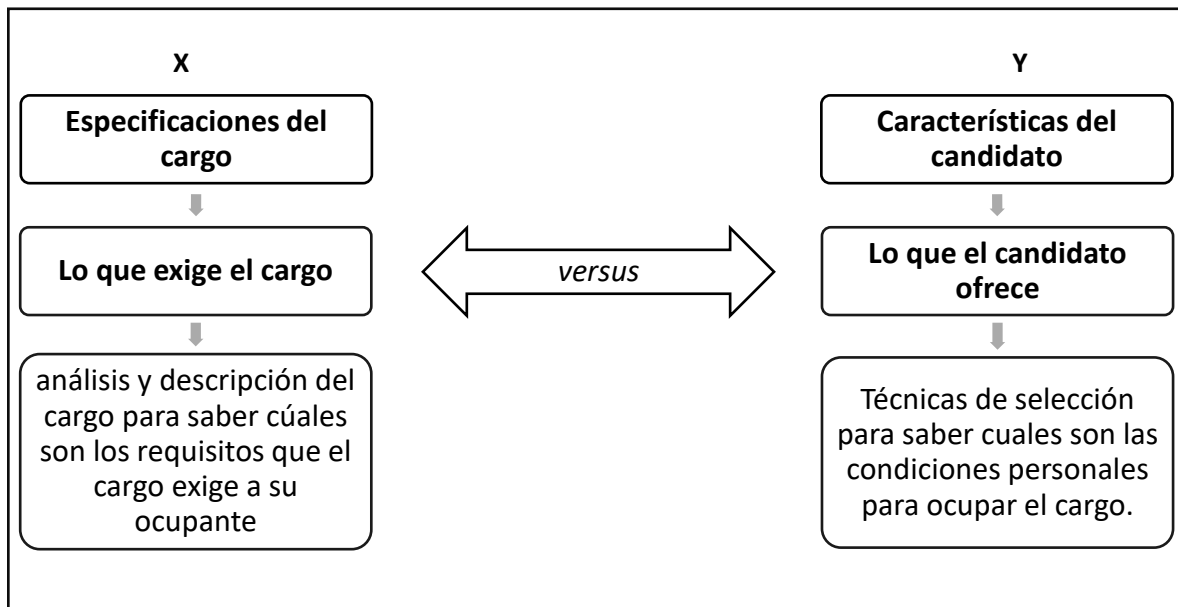 X
Especificaciones del
cargo
Lo que exige el cargo
análisis y descripción del
cargo para saber cúales
son los requisitos que el
cargo exige a su
ocupante
versus
Y
Características del
candidato
Lo que el candidato
ofrece
Técnicas de selección
para saber cuales son las
condiciones personales
para ocupar el cargo.